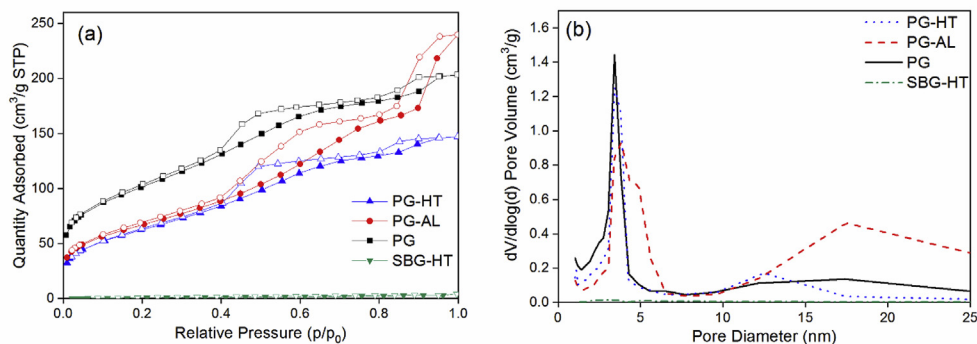 (a)
Quantity Adsorbed (cm³/g STP)
250
200
150
100
50
0
0.0 0.2 0.4 0.6 0.8 1.0
Relative Pressure (p/p₀)
PG-HT
PG-AL
PG
SBG-HT
(b)
dV/dlog(d) Pore Volume (cm³/g)
1.6
1.4
1.2
1.0
0.8
0.6
0.4
0.2
0.0
0 5 10 15 20 25
Pore Diameter (nm)
PG-HT
PG-AL
PG
SBG-HT